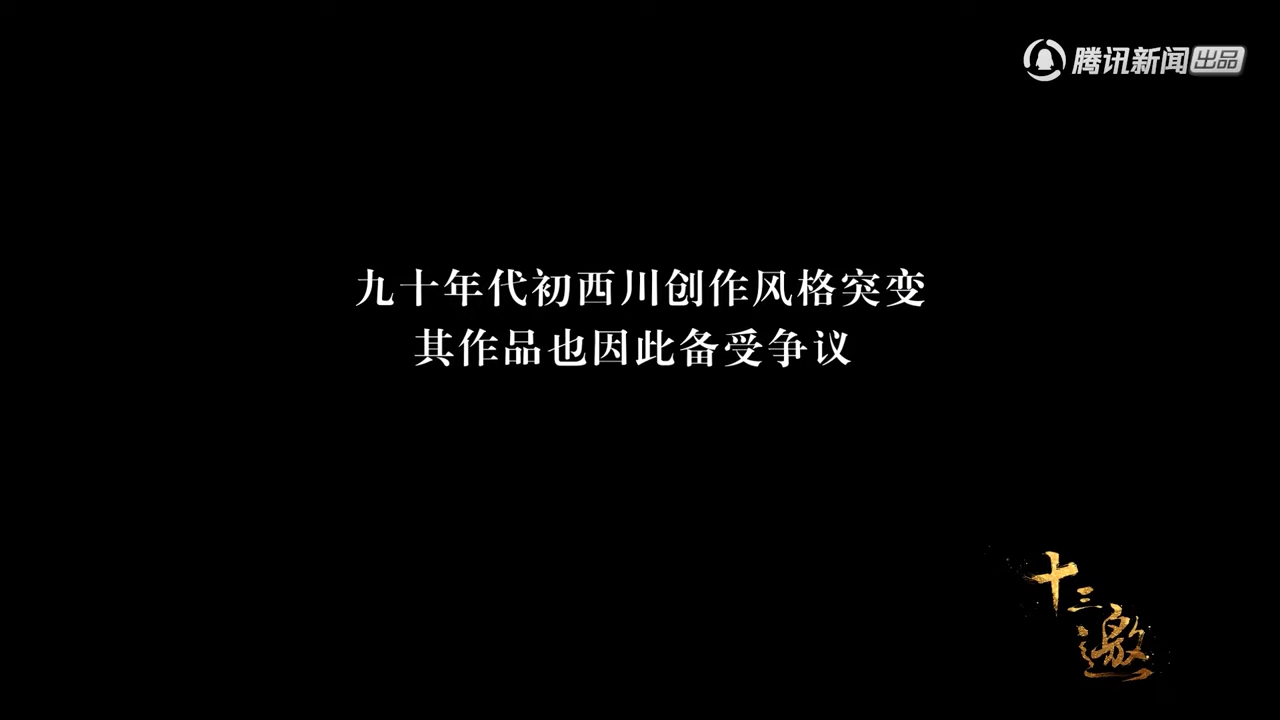 腾讯新闻出品
九十年代初西川创作风格突变
其作品也因此备受争议
十三邀